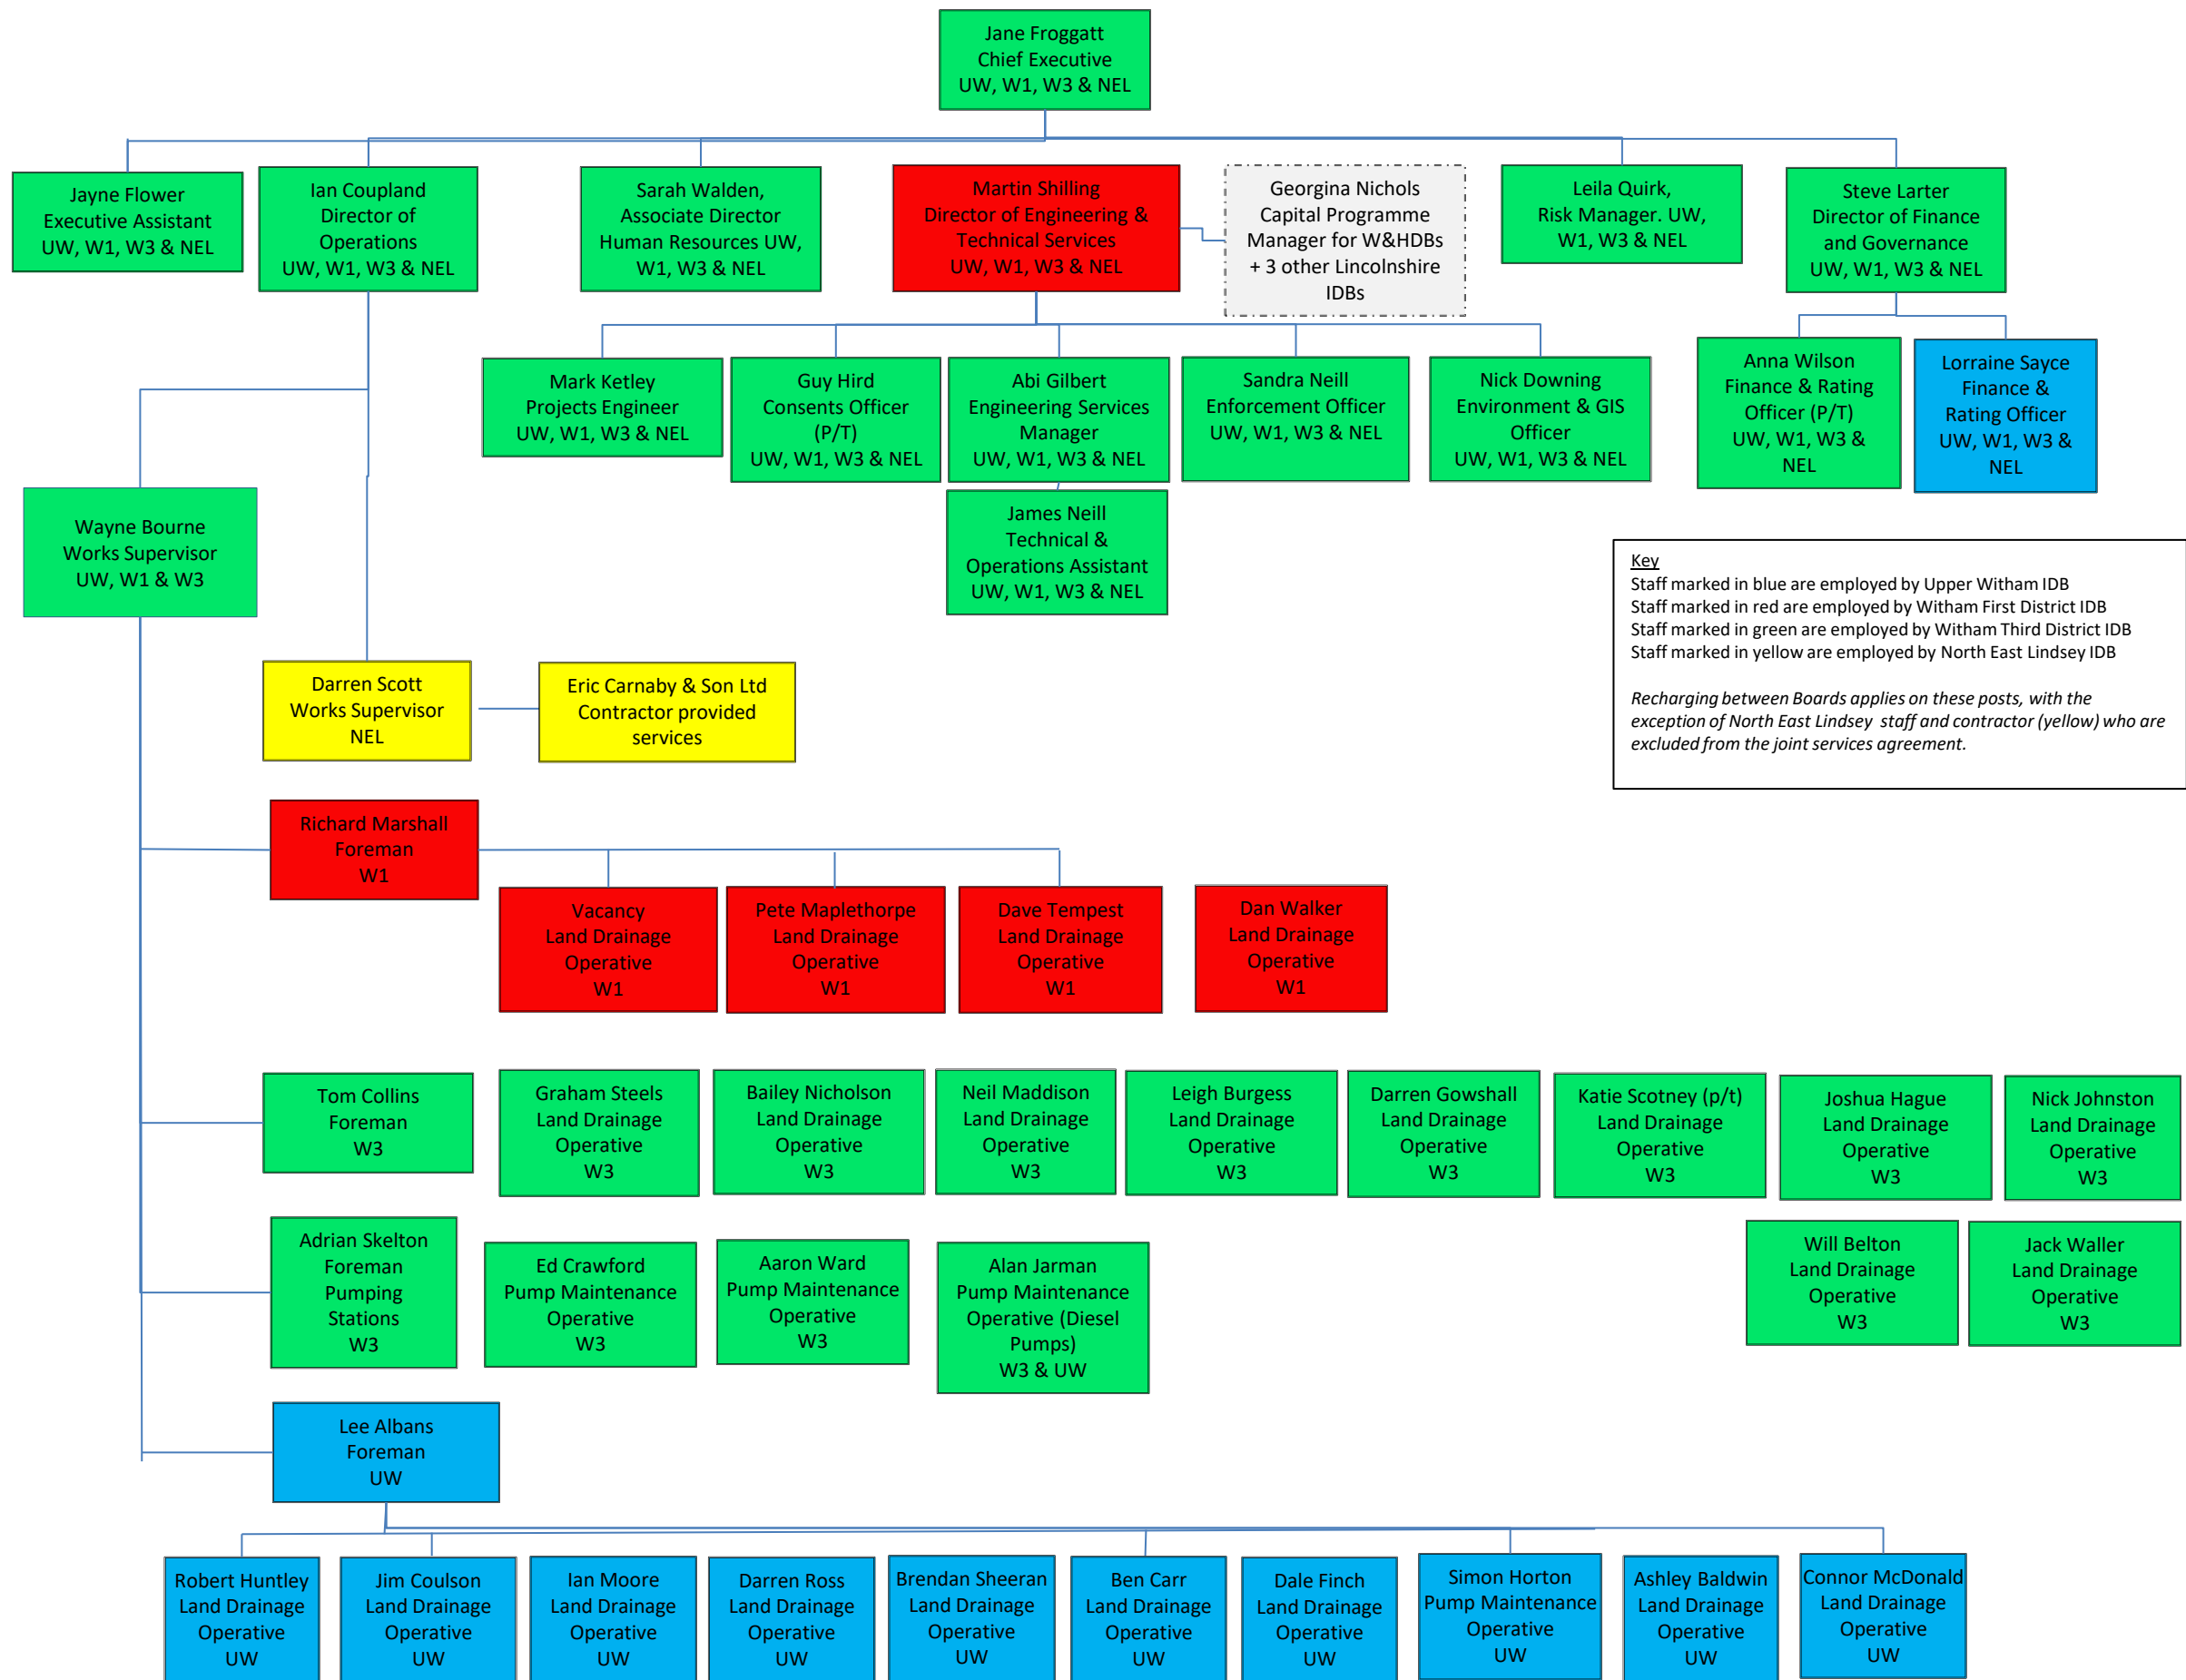 Jane Froggatt
Chief Executive
UW, W1, W3 & NEL
Jayne Flower
Executive Assistant
UW, W1, W3 & NEL
Ian Coupland
Director of
Operations
UW, W1, W3 & NEL
Sarah Walden,
Associate Director
Human Resources UW,
W1, W3 & NEL
Martin Shilling
Director of Engineering &
Technical Services
UW, W1, W3 & NEL
Georgina Nichols
Capital Programme
Manager for W&HDBs
+ 3 other Lincolnshire
IDBs
Leila Quirk,
Risk Manager. UW,
W1, W3 & NEL
Steve Larter
Director of Finance
and Governance
UW, W1, W3 & NEL
Mark Ketley
Projects Engineer
UW, W1, W3 & NEL
Guy Hird
Consents Officer
(P/T)
UW, W1, W3 & NEL
Abi Gilbert
Engineering Services
Manager
UW, W1, W3 & NEL
Sandra Neill
Enforcement Officer
UW, W1, W3 & NEL
Nick Downing
Environment & GIS
Officer
UW, W1, W3 & NEL
Anna Wilson
Finance & Rating
Officer (P/T)
UW, W1, W3 &
NEL
Lorraine Sayce
Finance &
Rating Officer
UW, W1, W3 &
NEL
James Neill
Technical &
Operations Assistant
UW, W1, W3 & NEL
Wayne Bourne
Works Supervisor
UW, W1 & W3
Key
Staff marked in blue are employed by Upper Witham IDB
Staff marked in red are employed by Witham First District IDB
Staff marked in green are employed by Witham Third District IDB
Staff marked in yellow are employed by North East Lindsey IDB
Recharging between Boards applies on these posts, with the
exception of North East Lindsey staff and contractor (yellow) who are
excluded from the joint services agreement.
Darren Scott
Works Supervisor
NEL
Eric Carnaby & Son Ltd
Contractor provided
services
Richard Marshall
Foreman
W1
Vacancy
Land Drainage
Operative
W1
Pete Maplethorpe
Land Drainage
Operative
W1
Dave Tempest
Land Drainage
Operative
W1
Dan Walker
Land Drainage
Operative
W1
Tom Collins
Foreman
W3
Graham Steels
Land Drainage
Operative
W3
Bailey Nicholson
Land Drainage
Operative
W3
Neil Maddison
Land Drainage
Operative
W3
Leigh Burgess
Land Drainage
Operative
W3
Darren Gowshall
Land Drainage
Operative
W3
Katie Scotney (p/t)
Land Drainage
Operative
W3
Joshua Hague
Land Drainage
Operative
W3
Nick Johnston
Land Drainage
Operative
W3
Adrian Skelton
Foreman
Pumping
Stations
W3
Ed Crawford
Pump Maintenance
Operative
W3
Aaron Ward
Pump Maintenance
Operative
W3
Alan Jarman
Pump Maintenance
Operative (Diesel
Pumps)
W3 & UW
Will Belton
Land Drainage
Operative
W3
Jack Waller
Land Drainage
Operative
W3
Lee Albans
Foreman
UW
Robert Huntley
Land Drainage
Operative
UW
Jim Coulson
Land Drainage
Operative
UW
Ian Moore
Land Drainage
Operative
UW
Darren Ross
Land Drainage
Operative
UW
Brendan Sheeran
Land Drainage
Operative
UW
Ben Carr
Land Drainage
Operative
UW
Dale Finch
Land Drainage
Operative
UW
Simon Horton
Pump Maintenance
Operative
UW
Ashley Baldwin
Land Drainage
Operative
UW
Connor McDonald
Land Drainage
Operative
UW